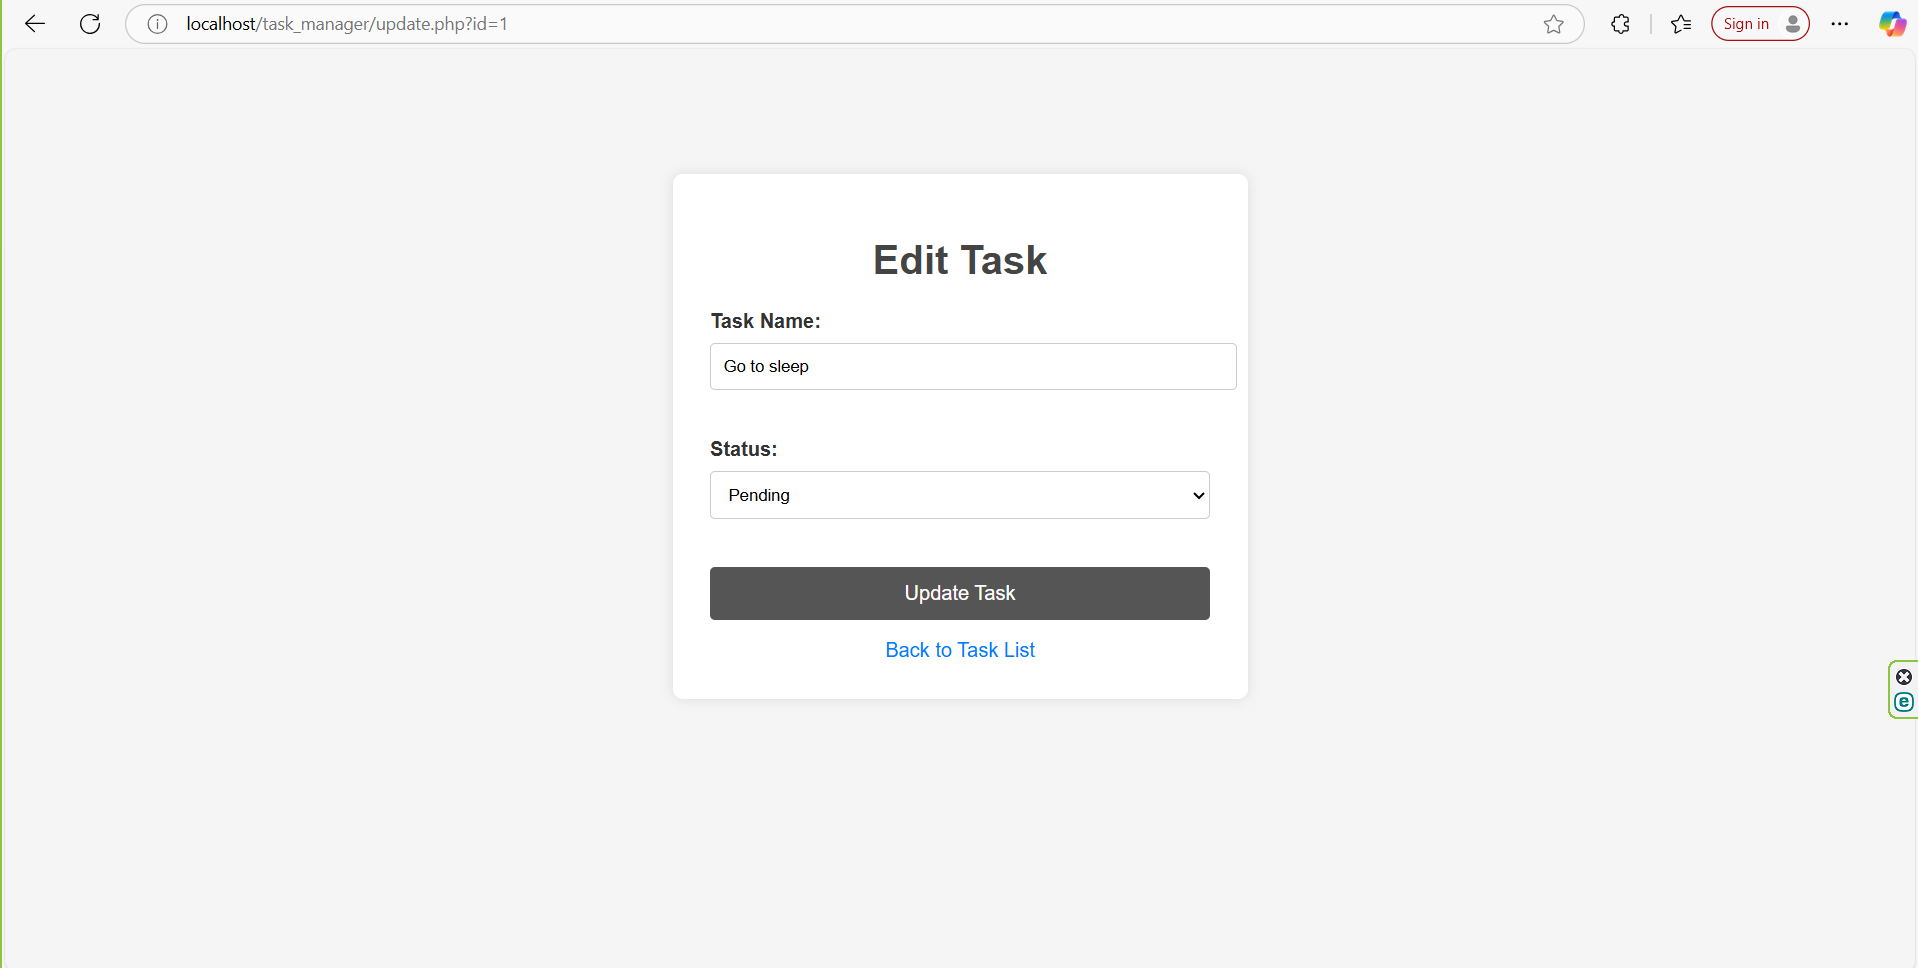 localhost/task_manager/update.php?id=1
Sign in
Edit Task
Task Name:
Go to sleep
Status:
Pending
Update Task
Back to Task List
e